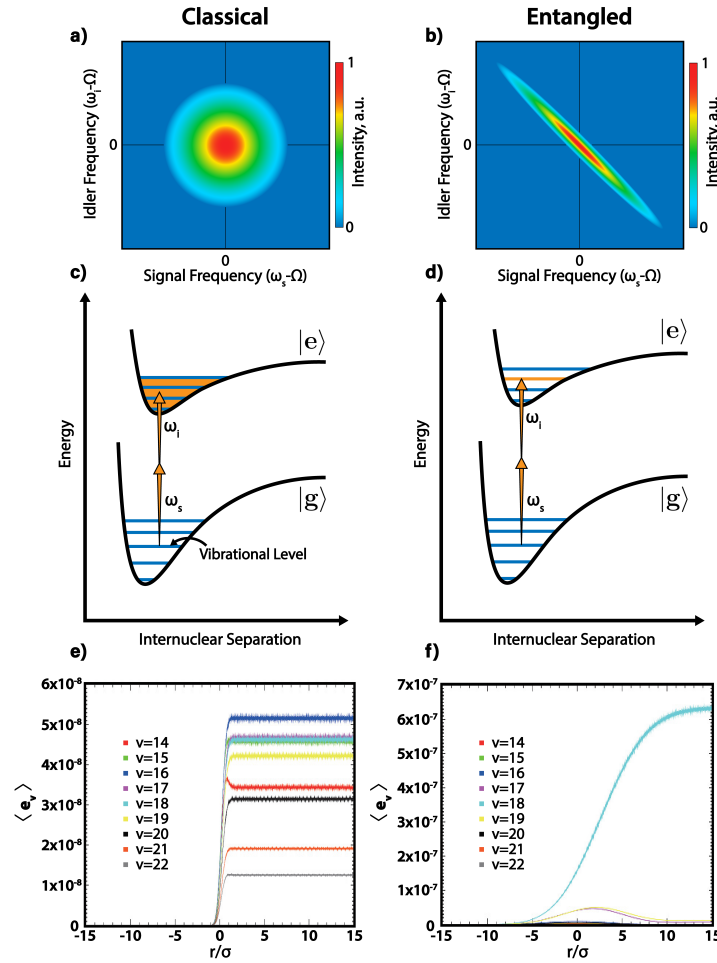 Classical
Entangled
a)
b)
Idler Frequency (ωi-Ω)
0
0
Signal Frequency (ωs-Ω)
1
0
Intensity, a.u.
Idler Frequency (ωi-Ω)
0
0
Signal Frequency (ωs-Ω)
1
0
Intensity, a.u.
c)
d)
Energy
|e⟩
ωi
ωs
|g⟩
Vibrational Level
Internuclear Separation
Energy
|e⟩
ωi
ωs
|g⟩
Internuclear Separation
e)
f)
6x10-8
5x10-8
4x10-8
3x10-8
2x10-8
1x10-8
0
⟨ev⟩
v=14
v=15
v=16
v=17
v=18
v=19
v=20
v=21
v=22
-15 -10 -5 0 5 10 15
r/σ
7x10-7
6x10-7
5x10-7
4x10-7
3x10-7
2x10-7
1x10-7
0
⟨ev⟩
v=14
v=15
v=16
v=17
v=18
v=19
v=20
v=21
v=22
-15 -10 -5 0 5 10 15
r/σ